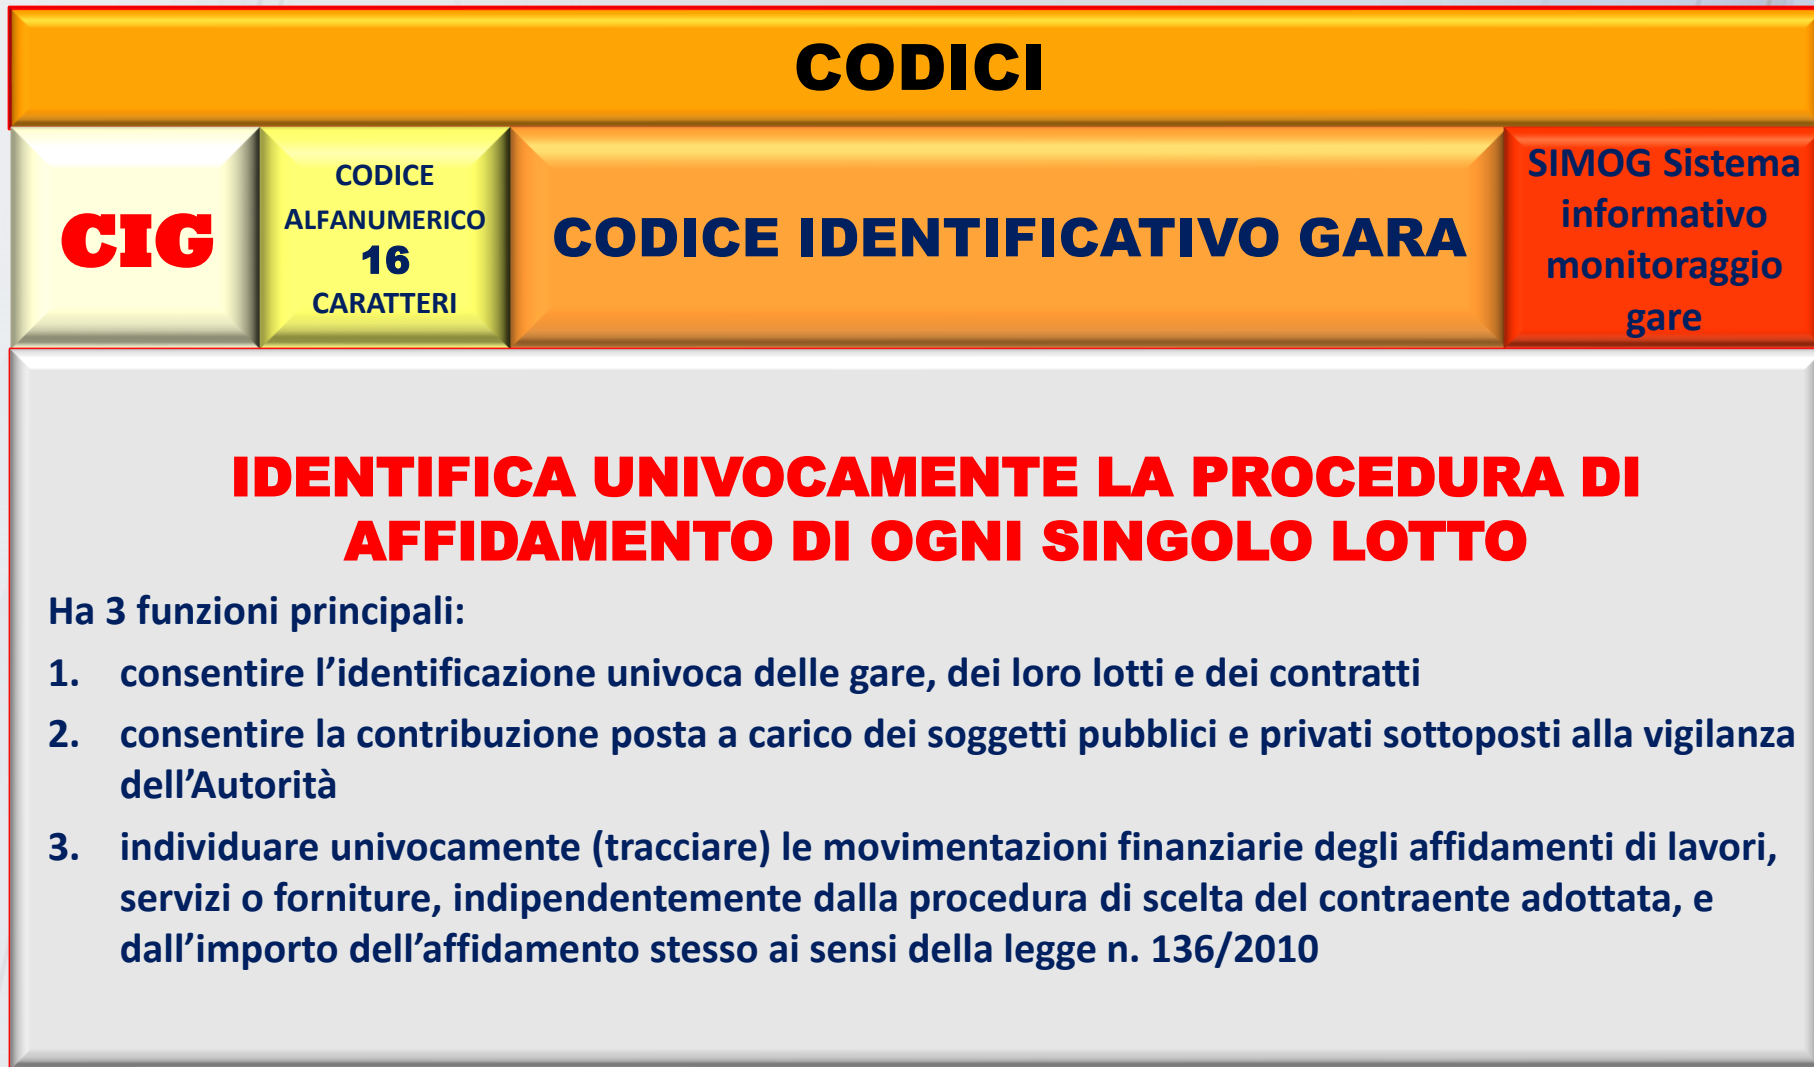 CODICI
CIG
CODICE
ALFANUMERICO
16
CARATTERI
CODICE IDENTIFICATIVO GARA
SIMOG Sistema
informativo
monitoraggio
gare
IDENTIFICA UNIVOCAMENTE LA PROCEDURA DI
AFFIDAMENTO DI OGNI SINGOLO LOTTO
Ha 3 funzioni principali:
1. consentire l’identificazione univoca delle gare, dei loro lotti e dei contratti
2. consentire la contribuzione posta a carico dei soggetti pubblici e privati sottoposti alla vigilanza
dell’Autorità
3. individuare univocamente (tracciare) le movimentazioni finanziarie degli affidamenti di lavori,
servizi o forniture, indipendentemente dalla procedura di scelta del contraente adottata, e
dall’importo dell’affidamento stesso ai sensi della legge n. 136/2010